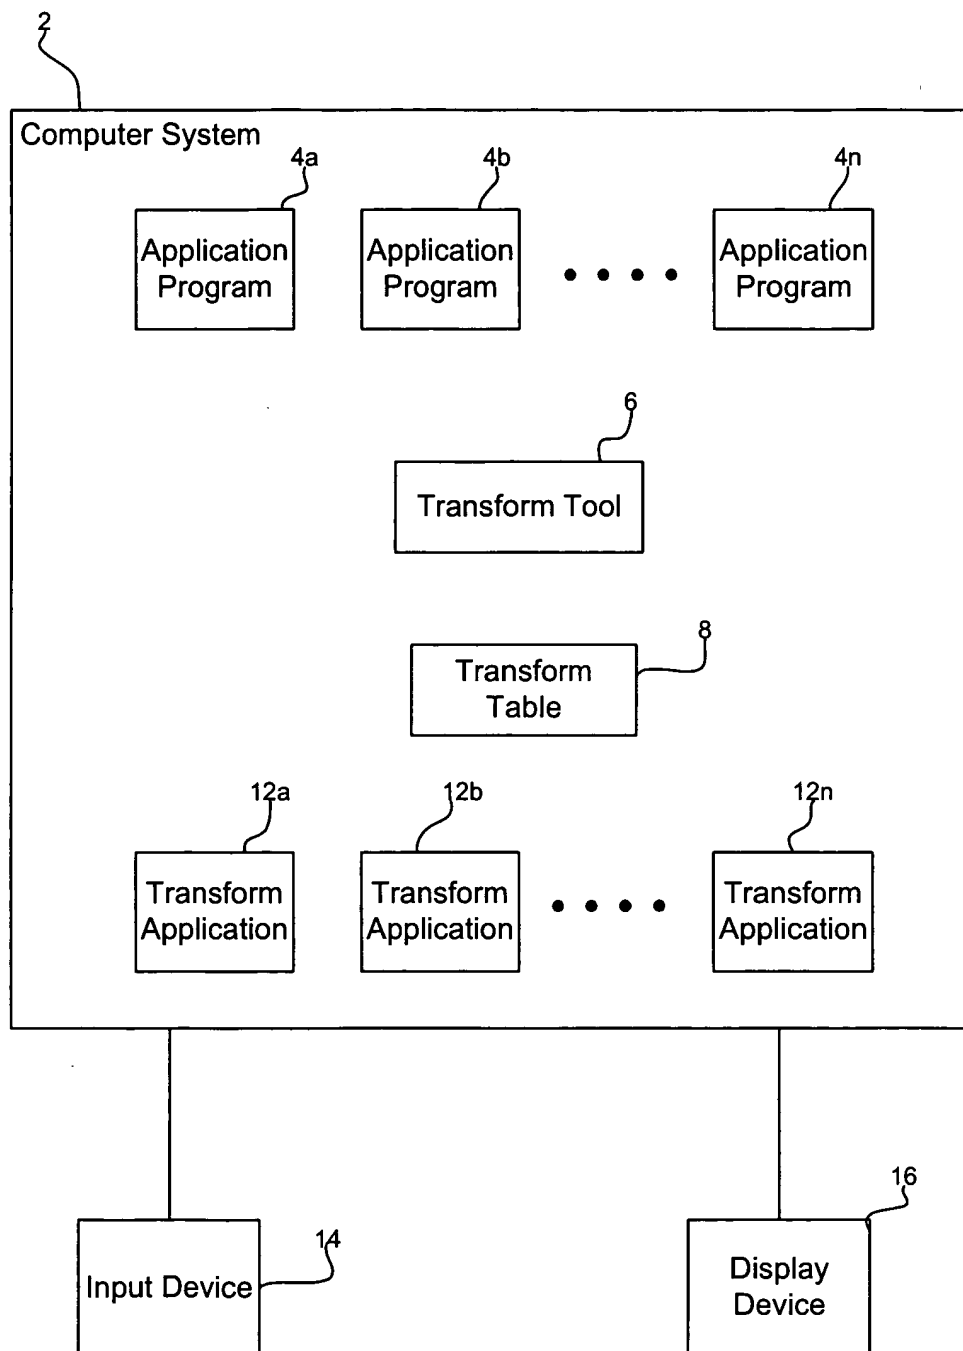 2
Computer System
4a
4b
4n
Application
Program
Application
Program
Application
Program
6
Transform Tool
8
Transform
Table
12a
12b
12n
Transform
Application
Transform
Application
Transform
Application
14
Input Device
16
Display
Device